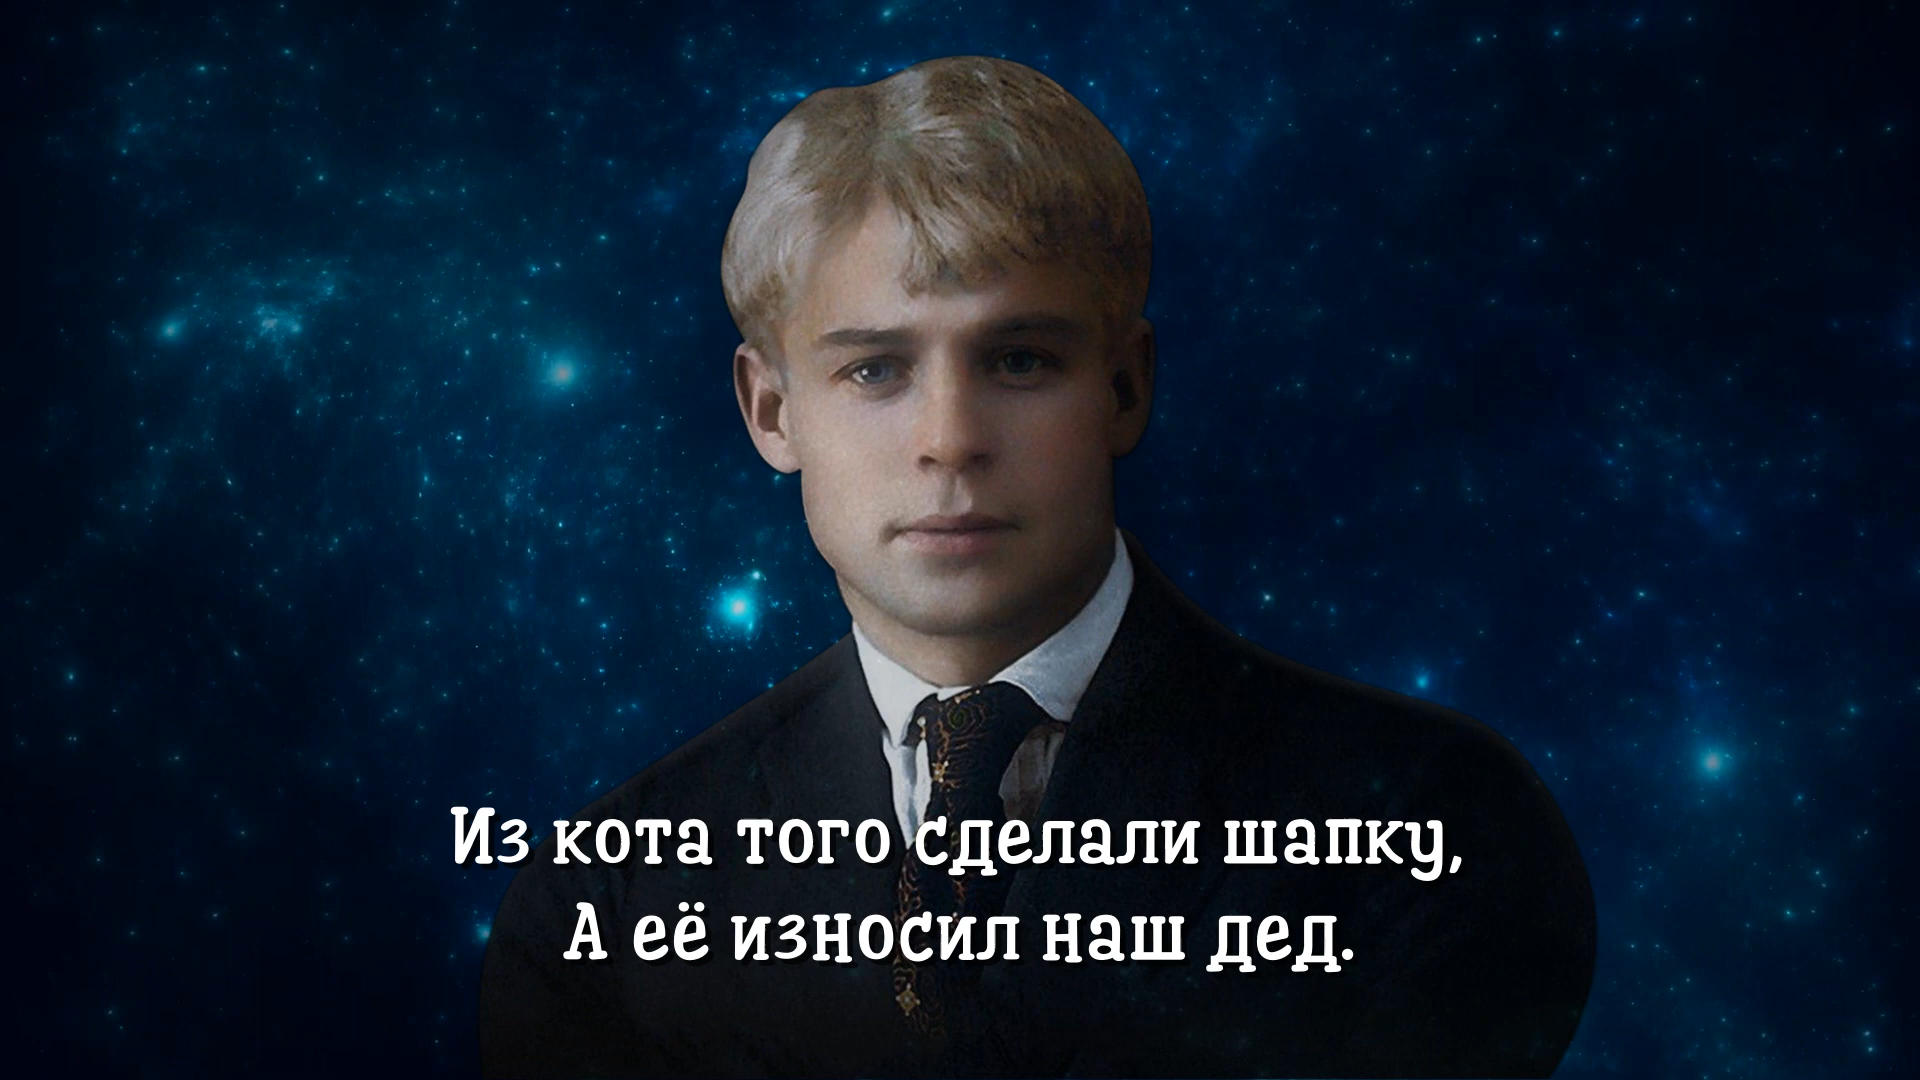 Из кота того сделали шапку,
А её износил наш дед.